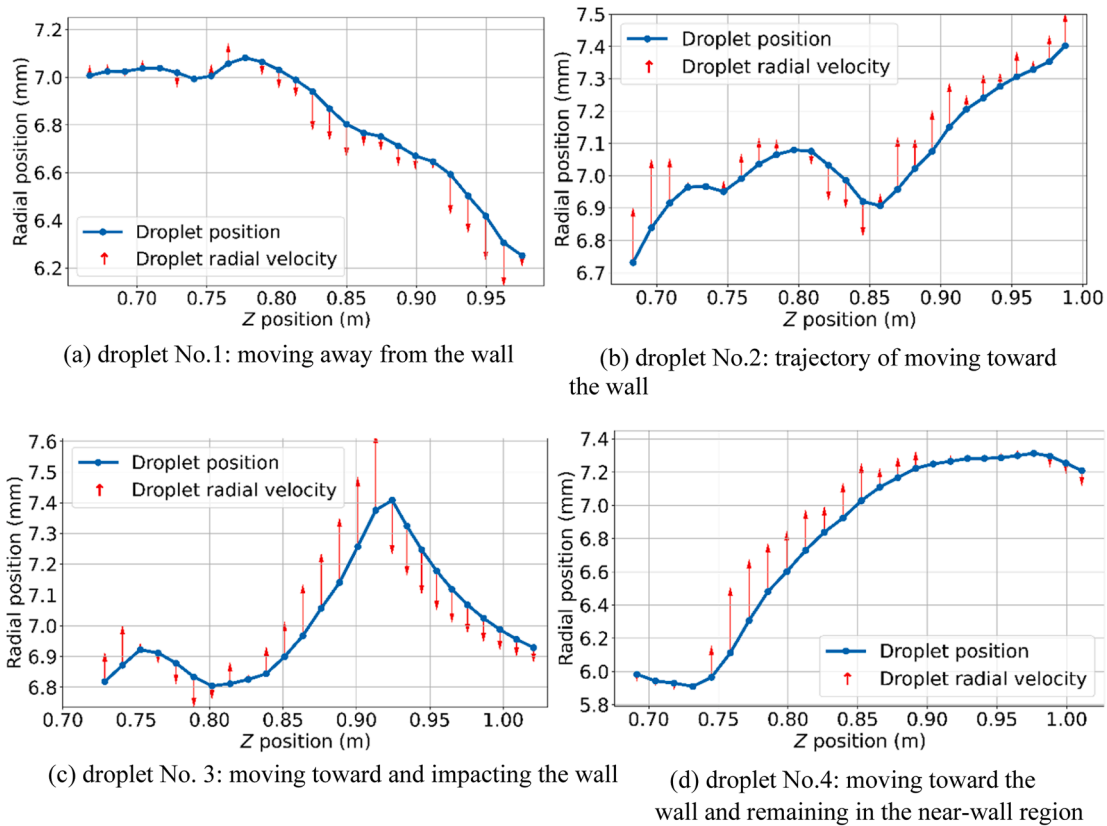 7.2
7.0
6.8
6.6
6.4
6.2
Radial position (mm)
Droplet position
Droplet radial velocity
0.70 0.75 0.80 0.85 0.90 0.95
Z position (m)
(a) droplet No.1: moving away from the wall
7.5
7.4
7.3
7.2
7.1
7.0
6.9
6.8
6.7
Radial position (mm)
Droplet position
Droplet radial velocity
0.70 0.75 0.80 0.85 0.90 0.95 1.00
Z position (m)
(b) droplet No.2: trajectory of moving toward
the wall
7.6
7.5
7.4
7.3
7.2
7.1
7.0
6.9
6.8
Radial position (mm)
Droplet position
Droplet radial velocity
0.70 0.75 0.80 0.85 0.90 0.95 1.00
Z position (m)
(c) droplet No. 3: moving toward and impacting the wall
7.4
7.2
7.0
6.8
6.6
6.4
6.2
6.0
5.8
Radial position (mm)
Droplet position
Droplet radial velocity
0.70 0.75 0.80 0.85 0.90 0.95 1.00
Z position (m)
(d) droplet No.4: moving toward the
wall and remaining in the near-wall region